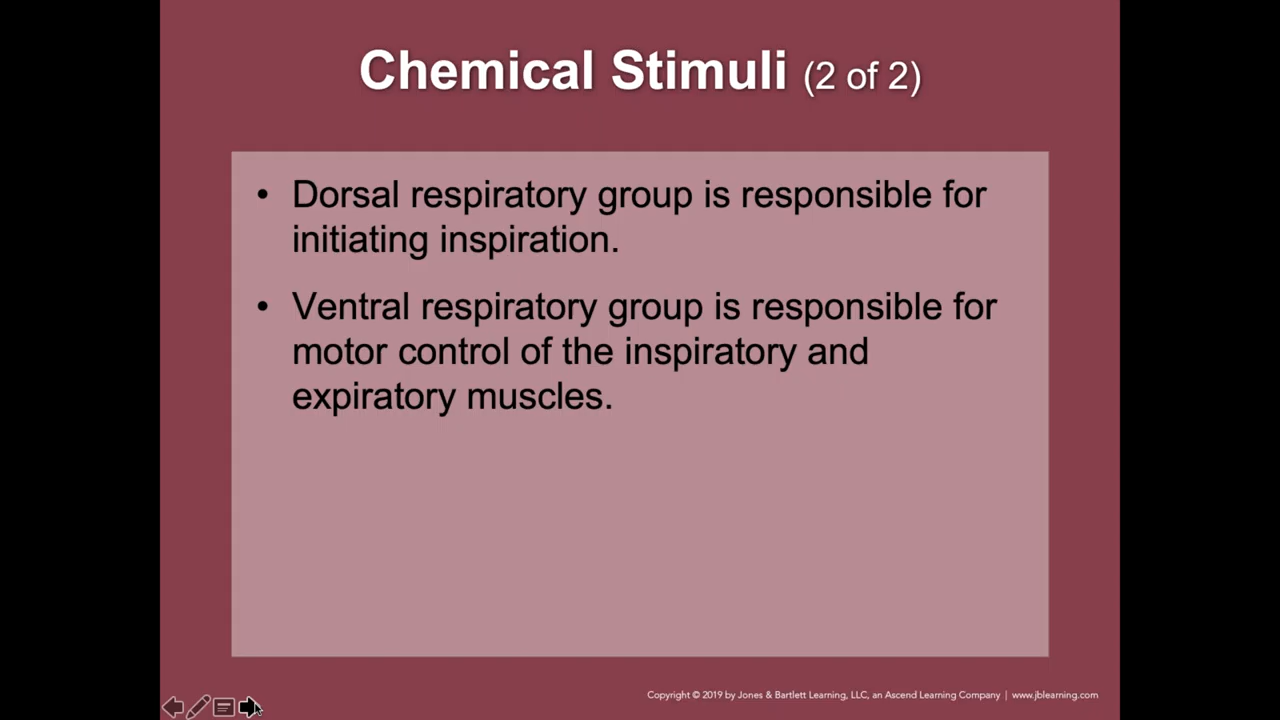 Chemical Stimuli (2 of 2)
• Dorsal respiratory group is responsible for
initiating inspiration.
• Ventral respiratory group is responsible for
motor control of the inspiratory and
expiratory muscles.
Copyright © 2019 by Jones & Bartlett Learning, LLC, an Ascend Learning Company | www.jblearning.com